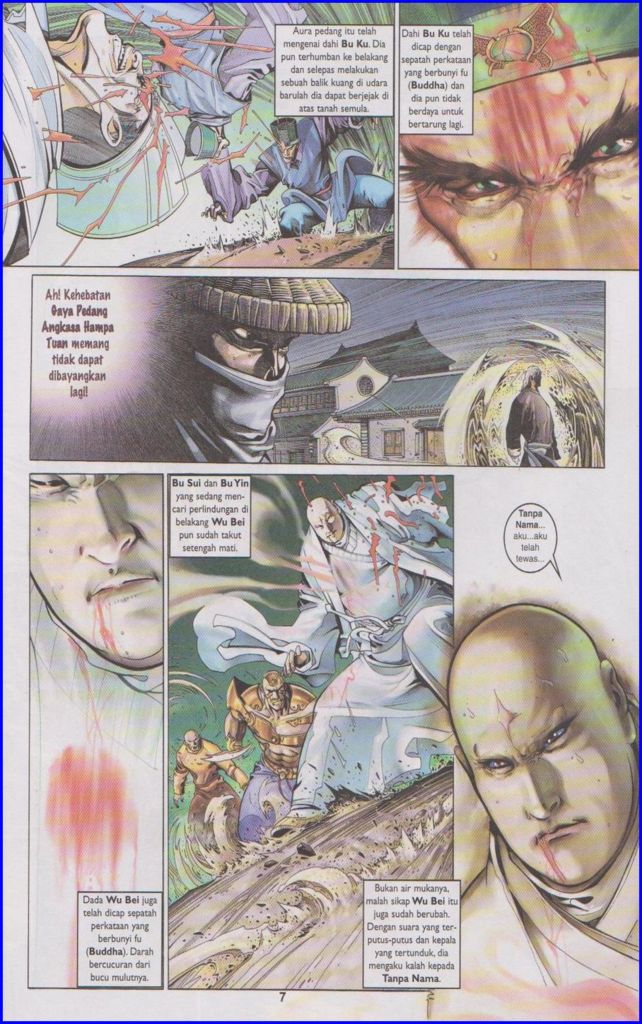 Aura pedang itu telah
mengenai dahi Bu Ku. Dia
pun terhumban ke belakang
dan selepas melakukan
sebuah balik kuang di udara
barulah dia dapat berjejak di
atas tanah semula.
Dahi Bu Ku telah
dicap dengan
sepatah perkataan
yang berbunyi fu
(Buddha) dan
dia pun tidak
berdaya untuk
bertarung lagi.
Ah! Kehebatan
Gaya Pedang
Angkasa Hampa
Tuan memang
tidak dapat
dibayangkan
lagi!
Bu Sui dan Bu Yin
yang sedang men-
cari perlindungan di
belakang Wu Bei
pun sudah takut
setengah mati.
Tanpa
Nama...
aku...aku
telah
tewas...
Dada Wu Bei juga
telah dicap sepatah
perkataan yang
berbunyi fu
(Buddha). Darah
bercucuran dari
bucu mulutnya.
Bukan air mukanya,
malah sikap Wu Bei itu
juga sudah berubah.
Dengan suara yang ter-
putus-putus dan kepala
yang tertunduk, dia
mengaku kalah kepada
Tanpa Nama.
7